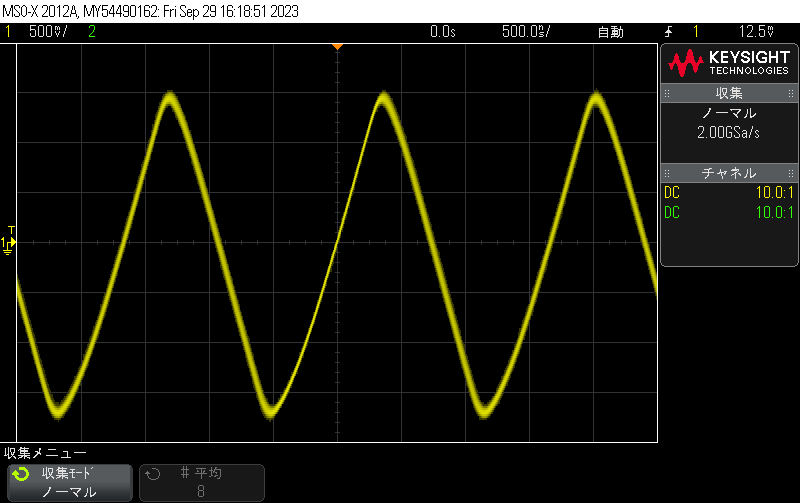 MSO-X 2012A, MY54490162: Fri Sep 29 16:18:51 2023
1 500♈/ 2 0.0s 500.0♈/ 自動 1 12.5♈
KEYSIGHT
TECHNOLOGIES
収集
ノーマル
2.00GSa/s
チャネル
DC 10.0:1
DC 10.0:1
T
1
収集メニュー
収集ﾓｰﾄﾞ
ノーマル
# 平均
8